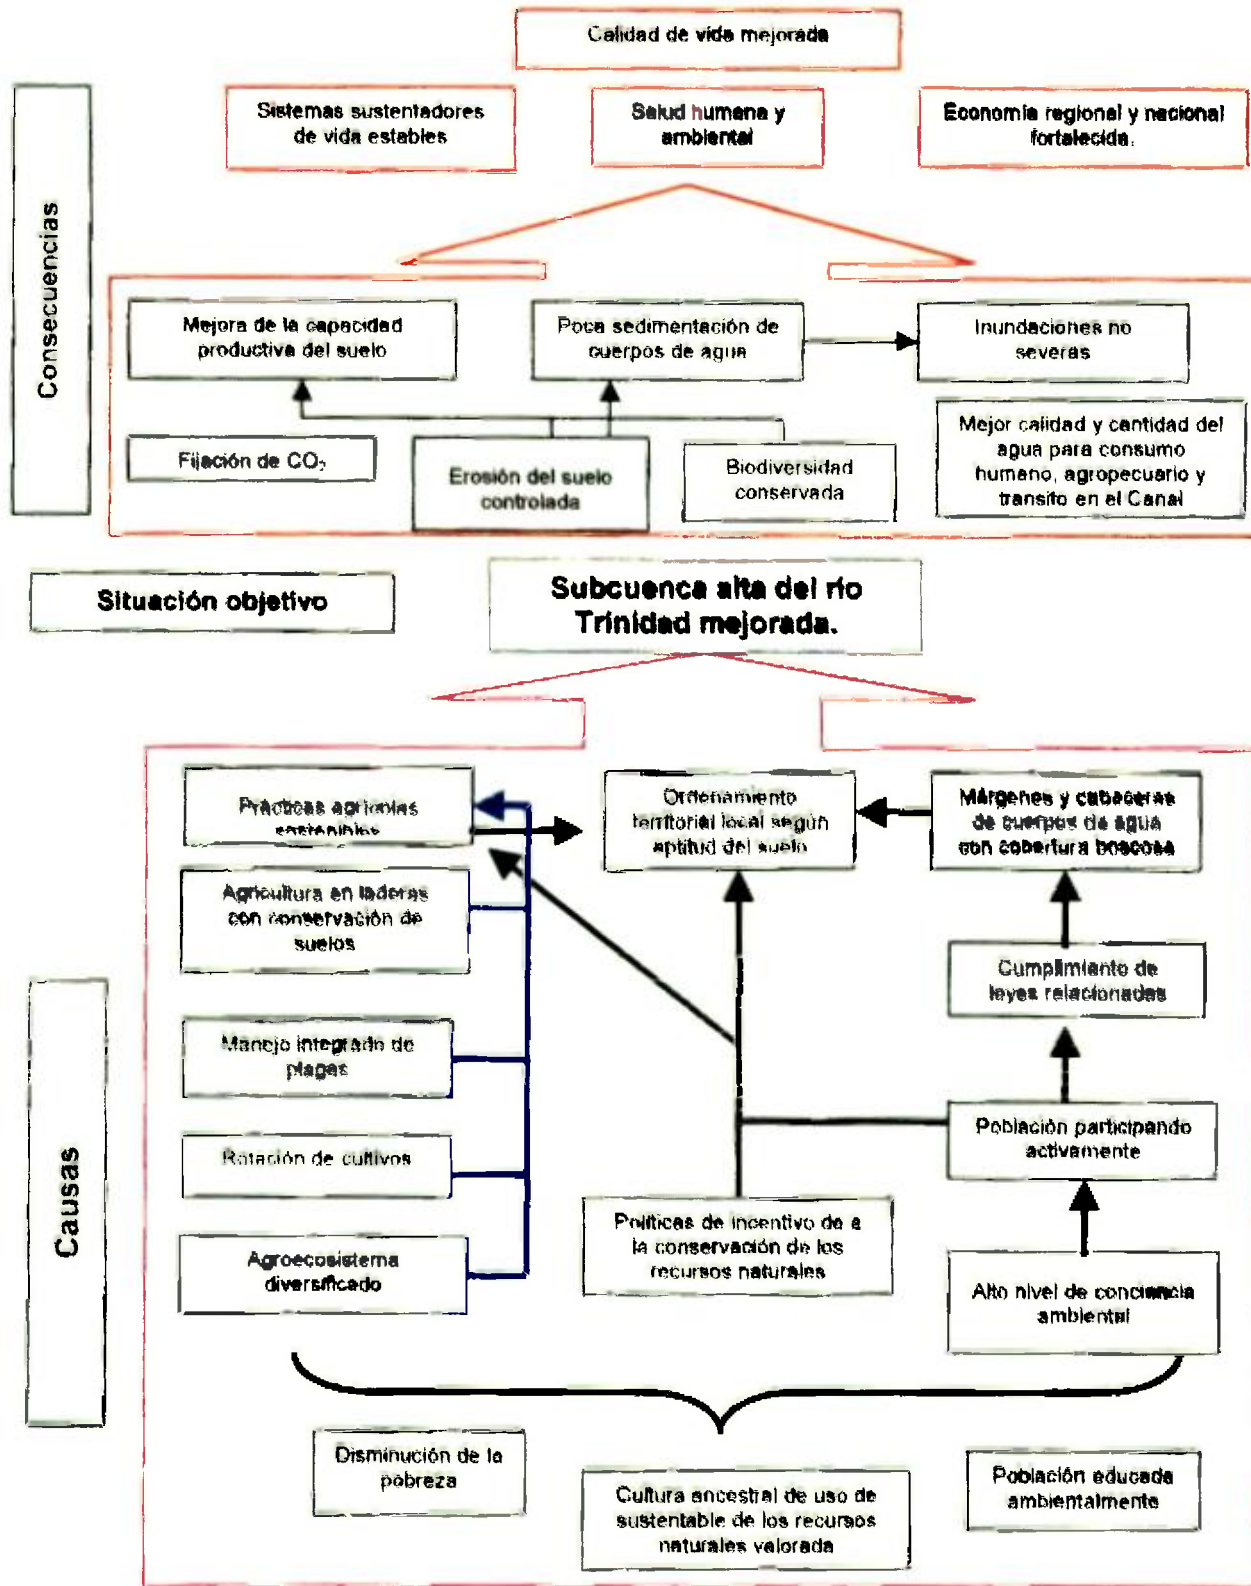 Calidad de vida mejorada
Consecuencias
Sistemas sustentadores
de vida estables
Salud humana y
ambiental
Economía regional y nacional
fortalecida.
Mejora de la capacidad
productiva del suelo
Poca sedimentación de
cuerpos de agua
Inundaciones no
severas
Fijación de CO₂
Erosión del suelo
controlada
Biodiversidad
conservada
Mejor calidad y cantidad del
agua para consumo
humano, agropecuario y
transito en el Canal
Situación objetivo
Subcuenca alta del río
Trinidad mejorada.
Causas
Prácticas agrícolas
sostenibles
Ordenamiento
territorial local según
aptitud del suelo
Márgenes y cabaceras
de cuerpos de agua
con cobertura boscosa
Agricultura en laderas
con conservación de
suelos
Cumplimiento de
leyes relacionadas
Manejo integrado de
plagas
Población participando
activamente
Rotación de cultivos
Políticas de incentivo de a
la conservación de los
recursos naturales
Agroecosistema
diversificado
Alto nivel de conciencia
ambiental
Disminución de la
pobreza
Cultura ancestral de uso de
sustentable de los recursos
naturales valorada
Población educada
ambientalmente